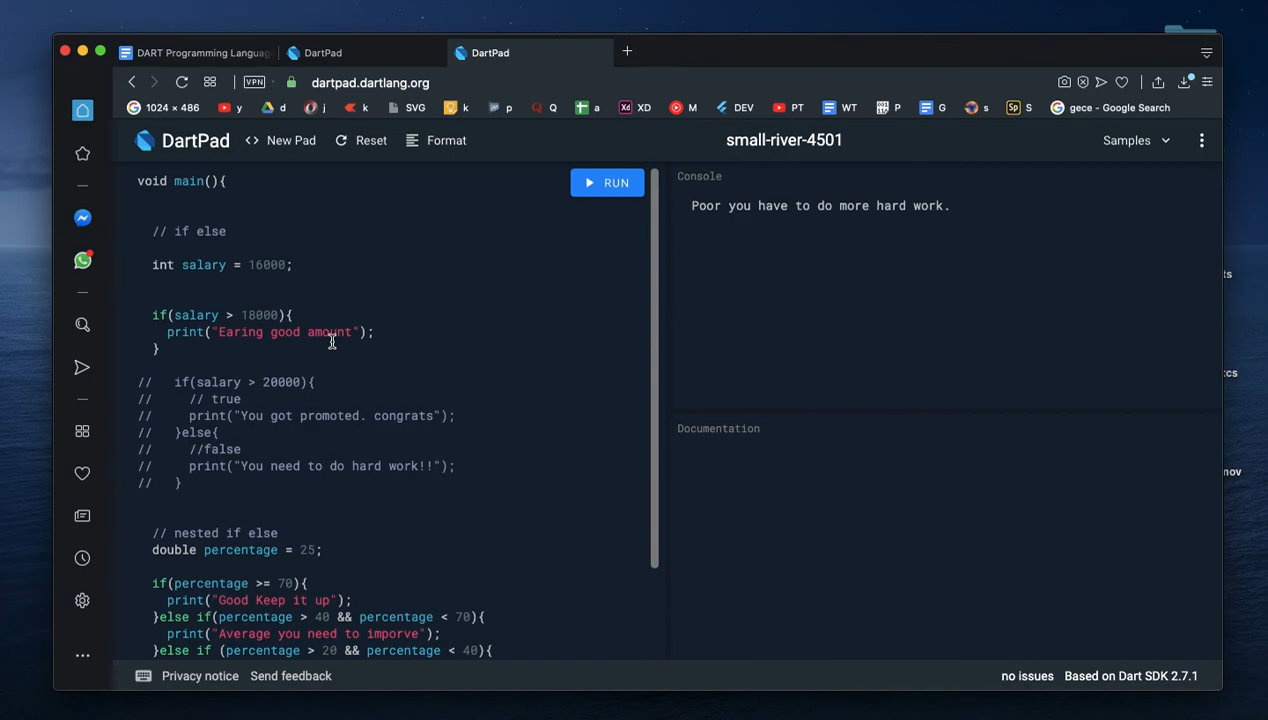 DART Programming Languag
DartPad
DartPad
VPN
dartpad.dartlang.org
1024 × 486
y
d
j
k
SVG
k
p
Q
a
Xd XD
M
DEV
PT
WT
P
G
s
Sp S
gece - Google Search
DartPad
<> New Pad
Reset
Format
small-river-4501
Samples
RUN
void main(){
// if else
int salary = 16000;
if(salary > 18000){
print("Earing good amount");
}
// if(salary > 20000){
// // true
// print("You got promoted. congrats");
// }else{
// //false
// print("You need to do hard work!!");
// }
// nested if else
double percentage = 25;
if(percentage >= 70){
print("Good Keep it up");
}else if(percentage > 40 && percentage < 70){
print("Average you need to imporve");
}else if (percentage > 20 && percentage < 40){
Console
Poor you have to do more hard work.
Documentation
ts
cs
mov
Privacy notice
Send feedback
no issues
Based on Dart SDK 2.7.1